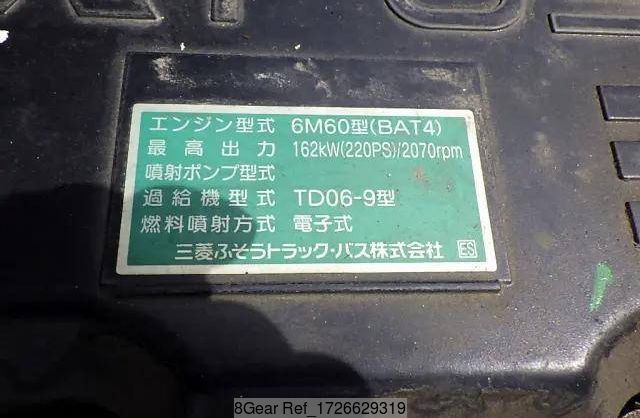 エンジン型式 6M60型(BAT4)
最高出力 162kW(220PS)/2070rpm
噴射ポンプ型式
過給機型式 TD06-9型
燃料噴射方式 電子式
三菱ふそうトラック・バス株式会社 ES
8Gear Ref_1726629319